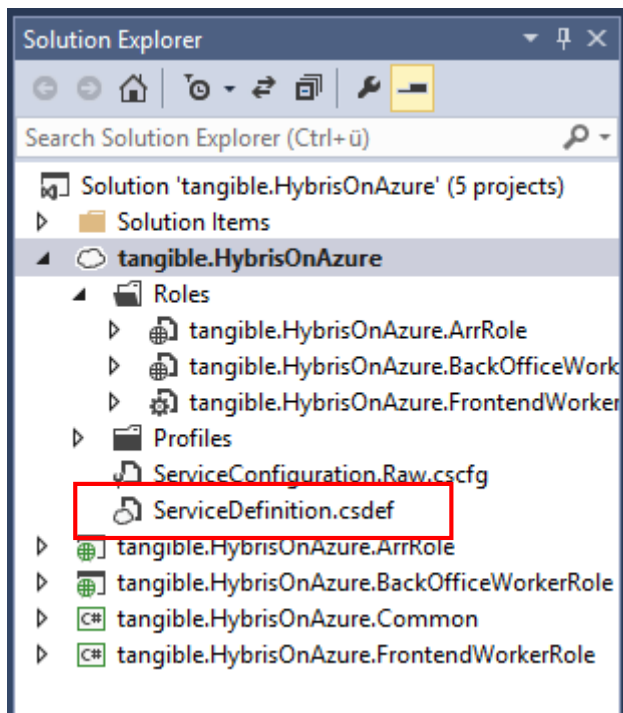 Solution Explorer
Search Solution Explorer (Ctrl+ü)
Solution 'tangible.HybrisOnAzure' (5 projects)
Solution Items
tangible.HybrisOnAzure
Roles
tangible.HybrisOnAzure.ArrRole
tangible.HybrisOnAzure.BackOfficeWork
tangible.HybrisOnAzure.FrontendWorker
Profiles
ServiceConfiguration.Raw.cscfg
ServiceDefinition.csdef
tangible.HybrisOnAzure.ArrRole
tangible.HybrisOnAzure.BackOfficeWorkerRole
C# tangible.HybrisOnAzure.Common
C# tangible.HybrisOnAzure.FrontendWorkerRole